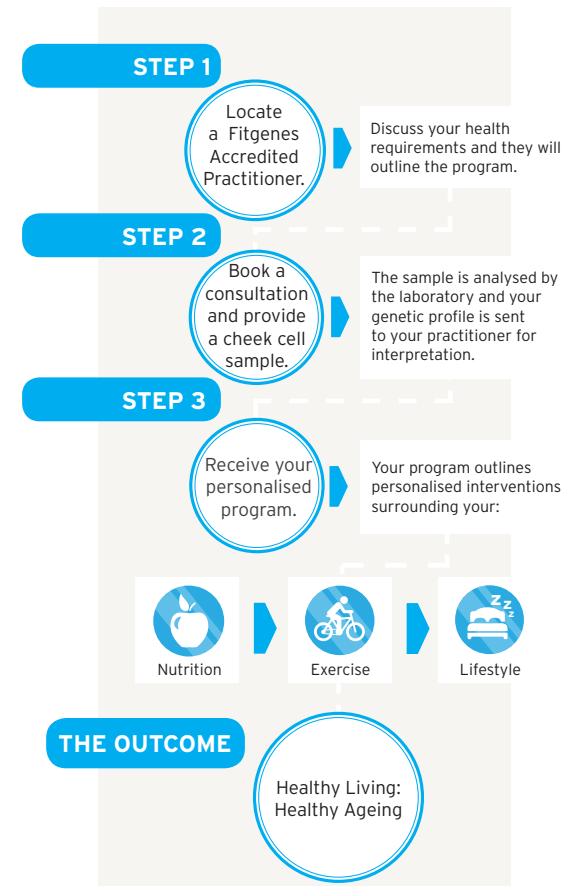 STEP 1
Locate
a Fitgenes
Accredited
Practitioner.
Discuss your health
requirements and they will
outline the program.
STEP 2
Book a
consultation
and provide
a cheek cell
sample.
The sample is analysed by
the laboratory and your
genetic profile is sent
to your practitioner for
interpretation.
STEP 3
Receive your
personalised
program.
Your program outlines
personalised interventions
surrounding your:
z z z
Nutrition
Exercise
Lifestyle
THE OUTCOME
Healthy Living:
Healthy Ageing